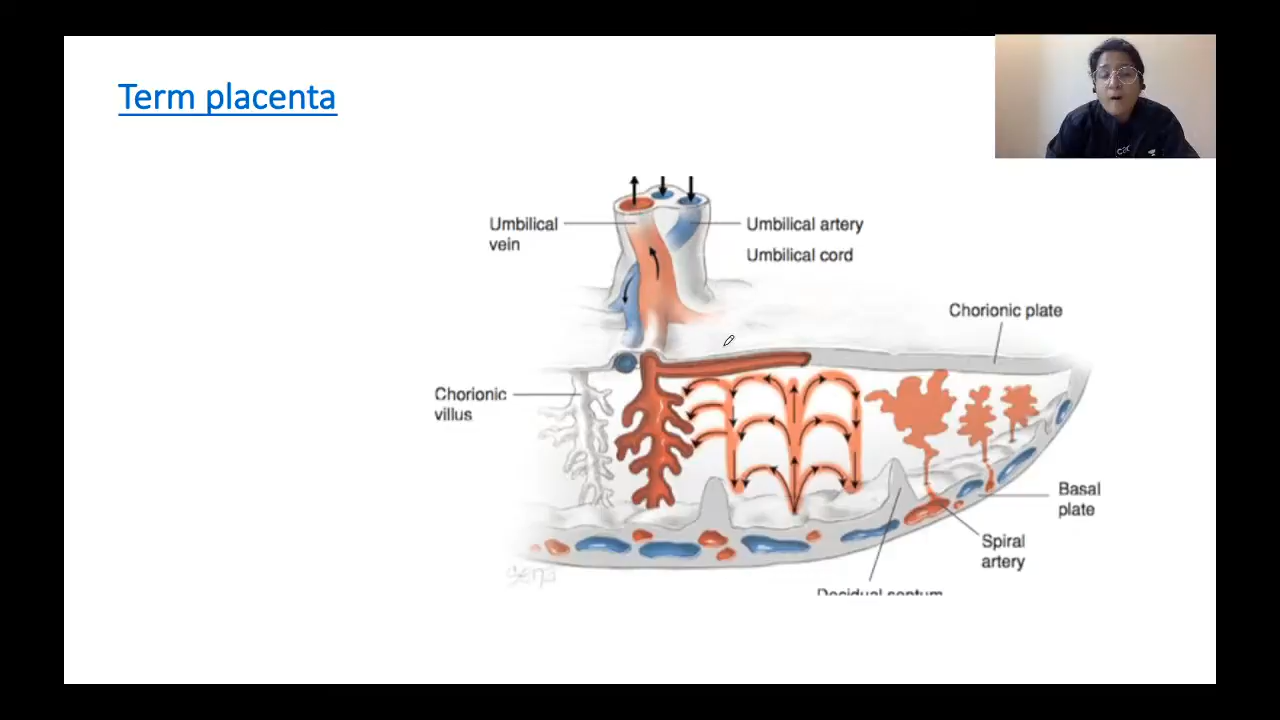 Term placenta
Umbilical
vein
Umbilical artery
Umbilical cord
Chorionic plate
Chorionic
villus
Basal
plate
Spiral
artery
Decidual septum